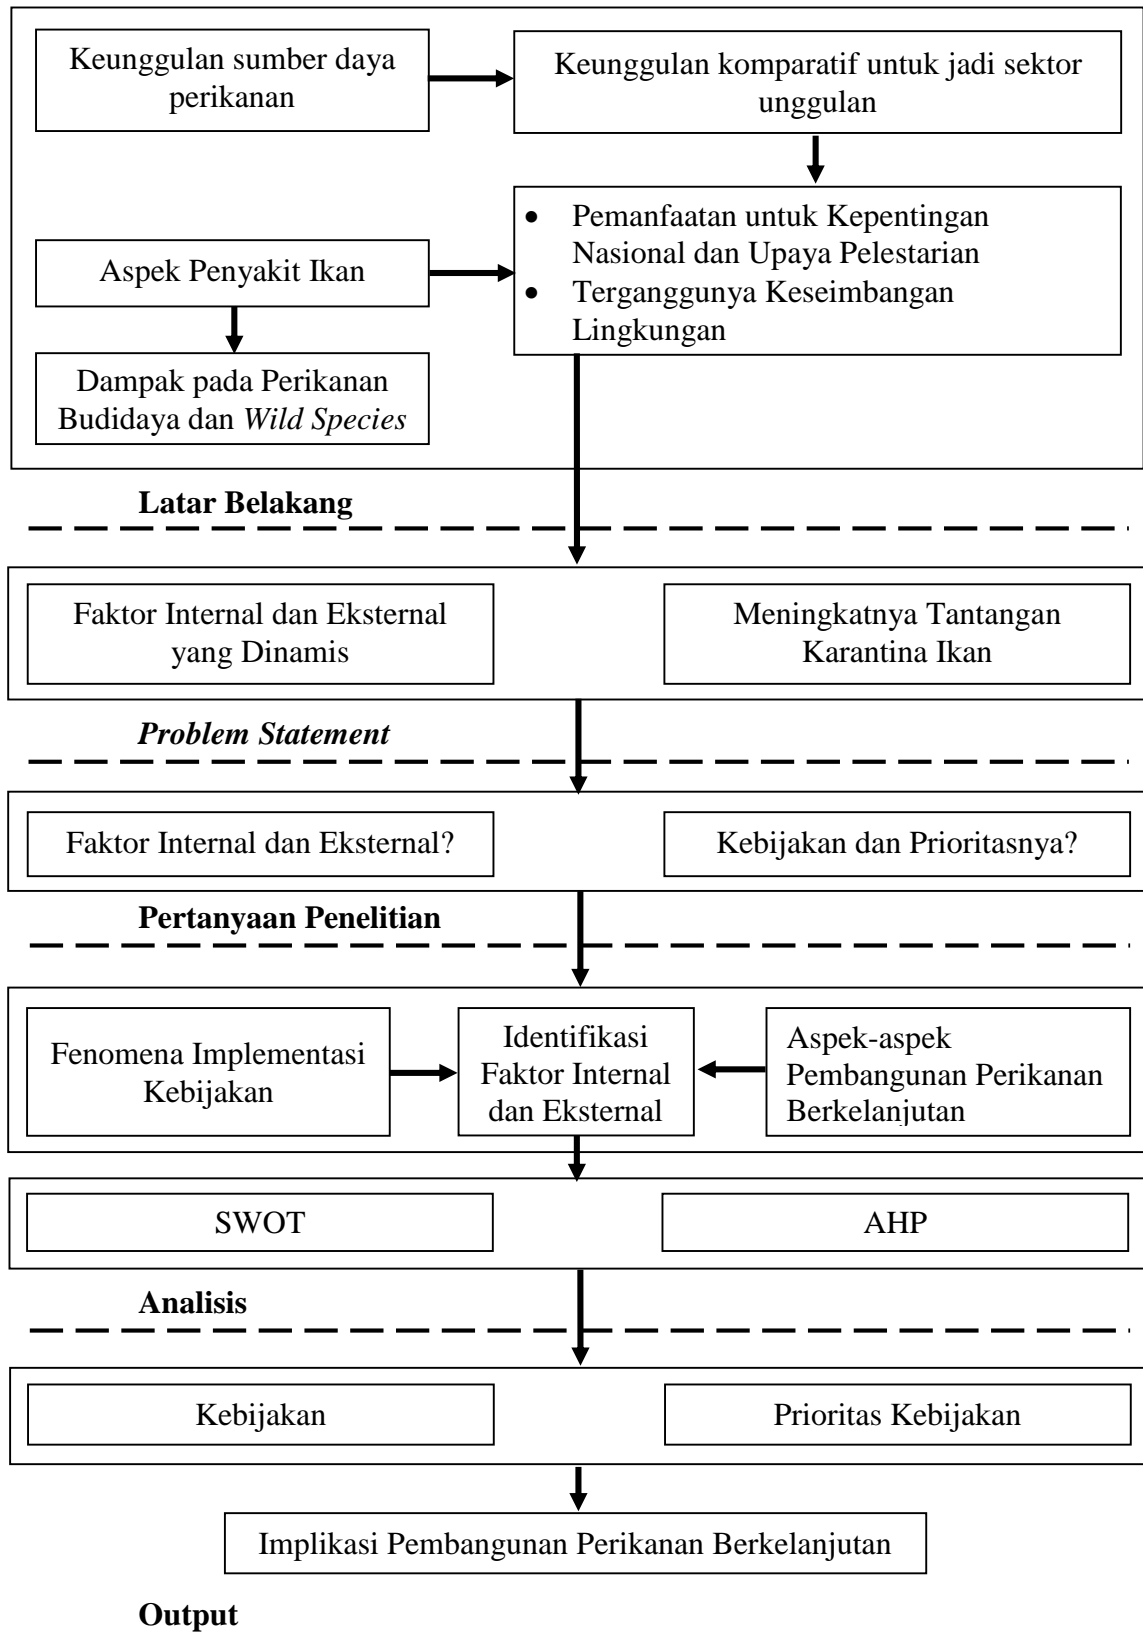 Keunggulan sumber daya
perikanan
Keunggulan komparatif untuk jadi sektor
unggulan
• Pemanfaatan untuk Kepentingan
Nasional dan Upaya Pelestarian
• Terganggunya Keseimbangan
Lingkungan
Aspek Penyakit Ikan
Dampak pada Perikanan
Budidaya dan Wild Species
Latar Belakang
Faktor Internal dan Eksternal
yang Dinamis
Meningkatnya Tantangan
Karantina Ikan
Problem Statement
Faktor Internal dan Eksternal?
Kebijakan dan Prioritasnya?
Pertanyaan Penelitian
Fenomena Implementasi
Kebijakan
Identifikasi
Faktor Internal
dan Eksternal
Aspek-aspek
Pembangunan Perikanan
Berkelanjutan
SWOT
AHP
Analisis
Kebijakan
Prioritas Kebijakan
Implikasi Pembangunan Perikanan Berkelanjutan
Output